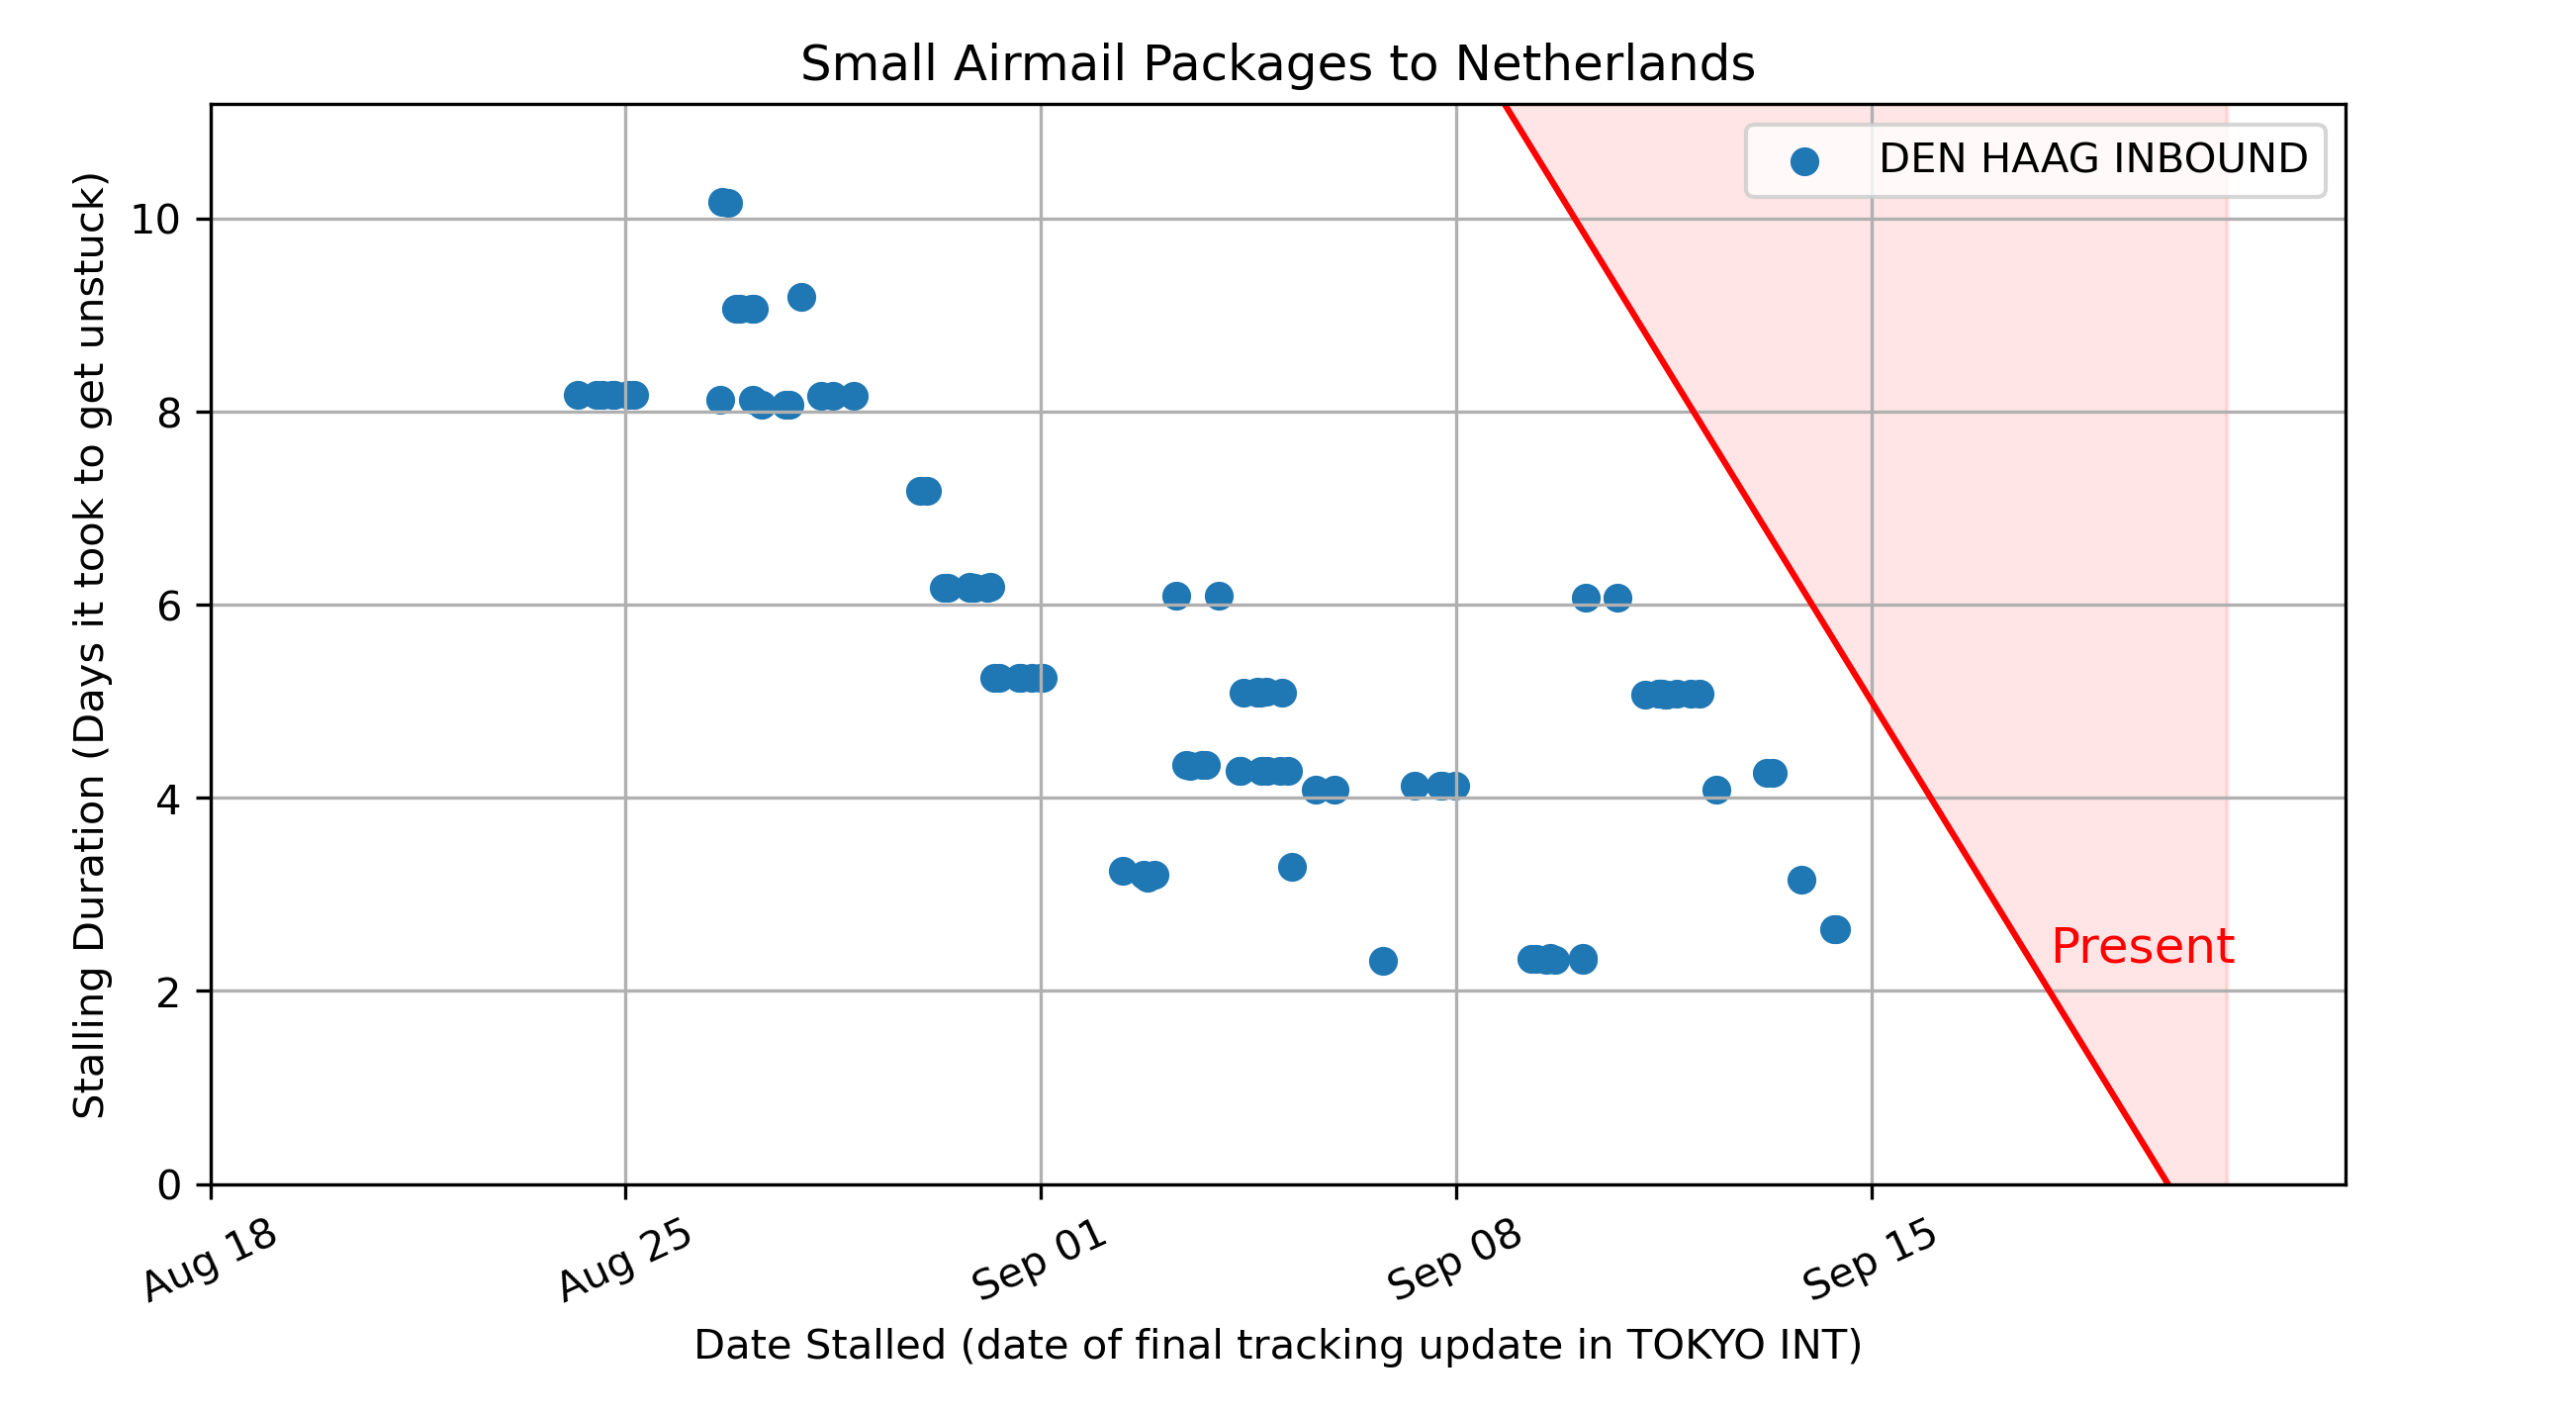 Small Airmail Packages to Netherlands
DEN HAAG INBOUND
Stalling Duration (Days it took to get unstuck)
10
8
6
4
2
0
Present
Aug 18
Aug 25
Sep 01
Sep 08
Sep 15
Date Stalled (date of final tracking update in TOKYO INT)